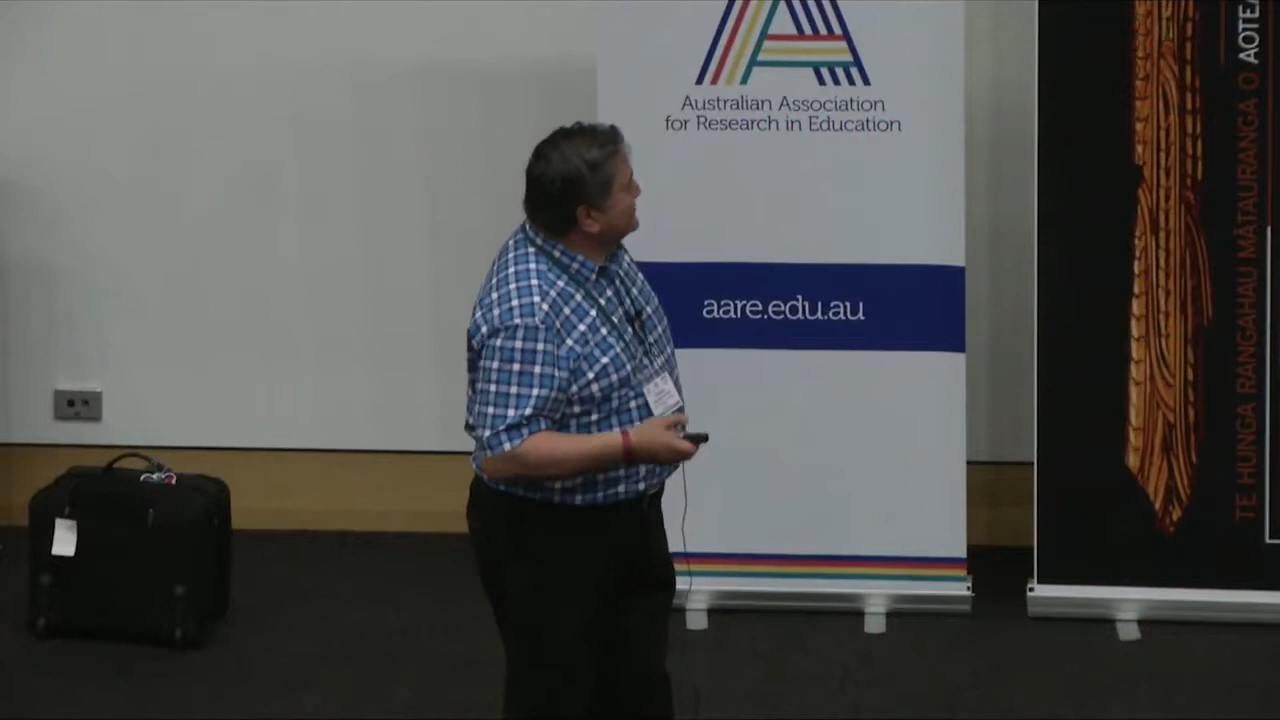 Australian Association
for Research in Education
aare.edu.au
TE HUNGA RANGAHAU MĀTAURANGA O AOTEA